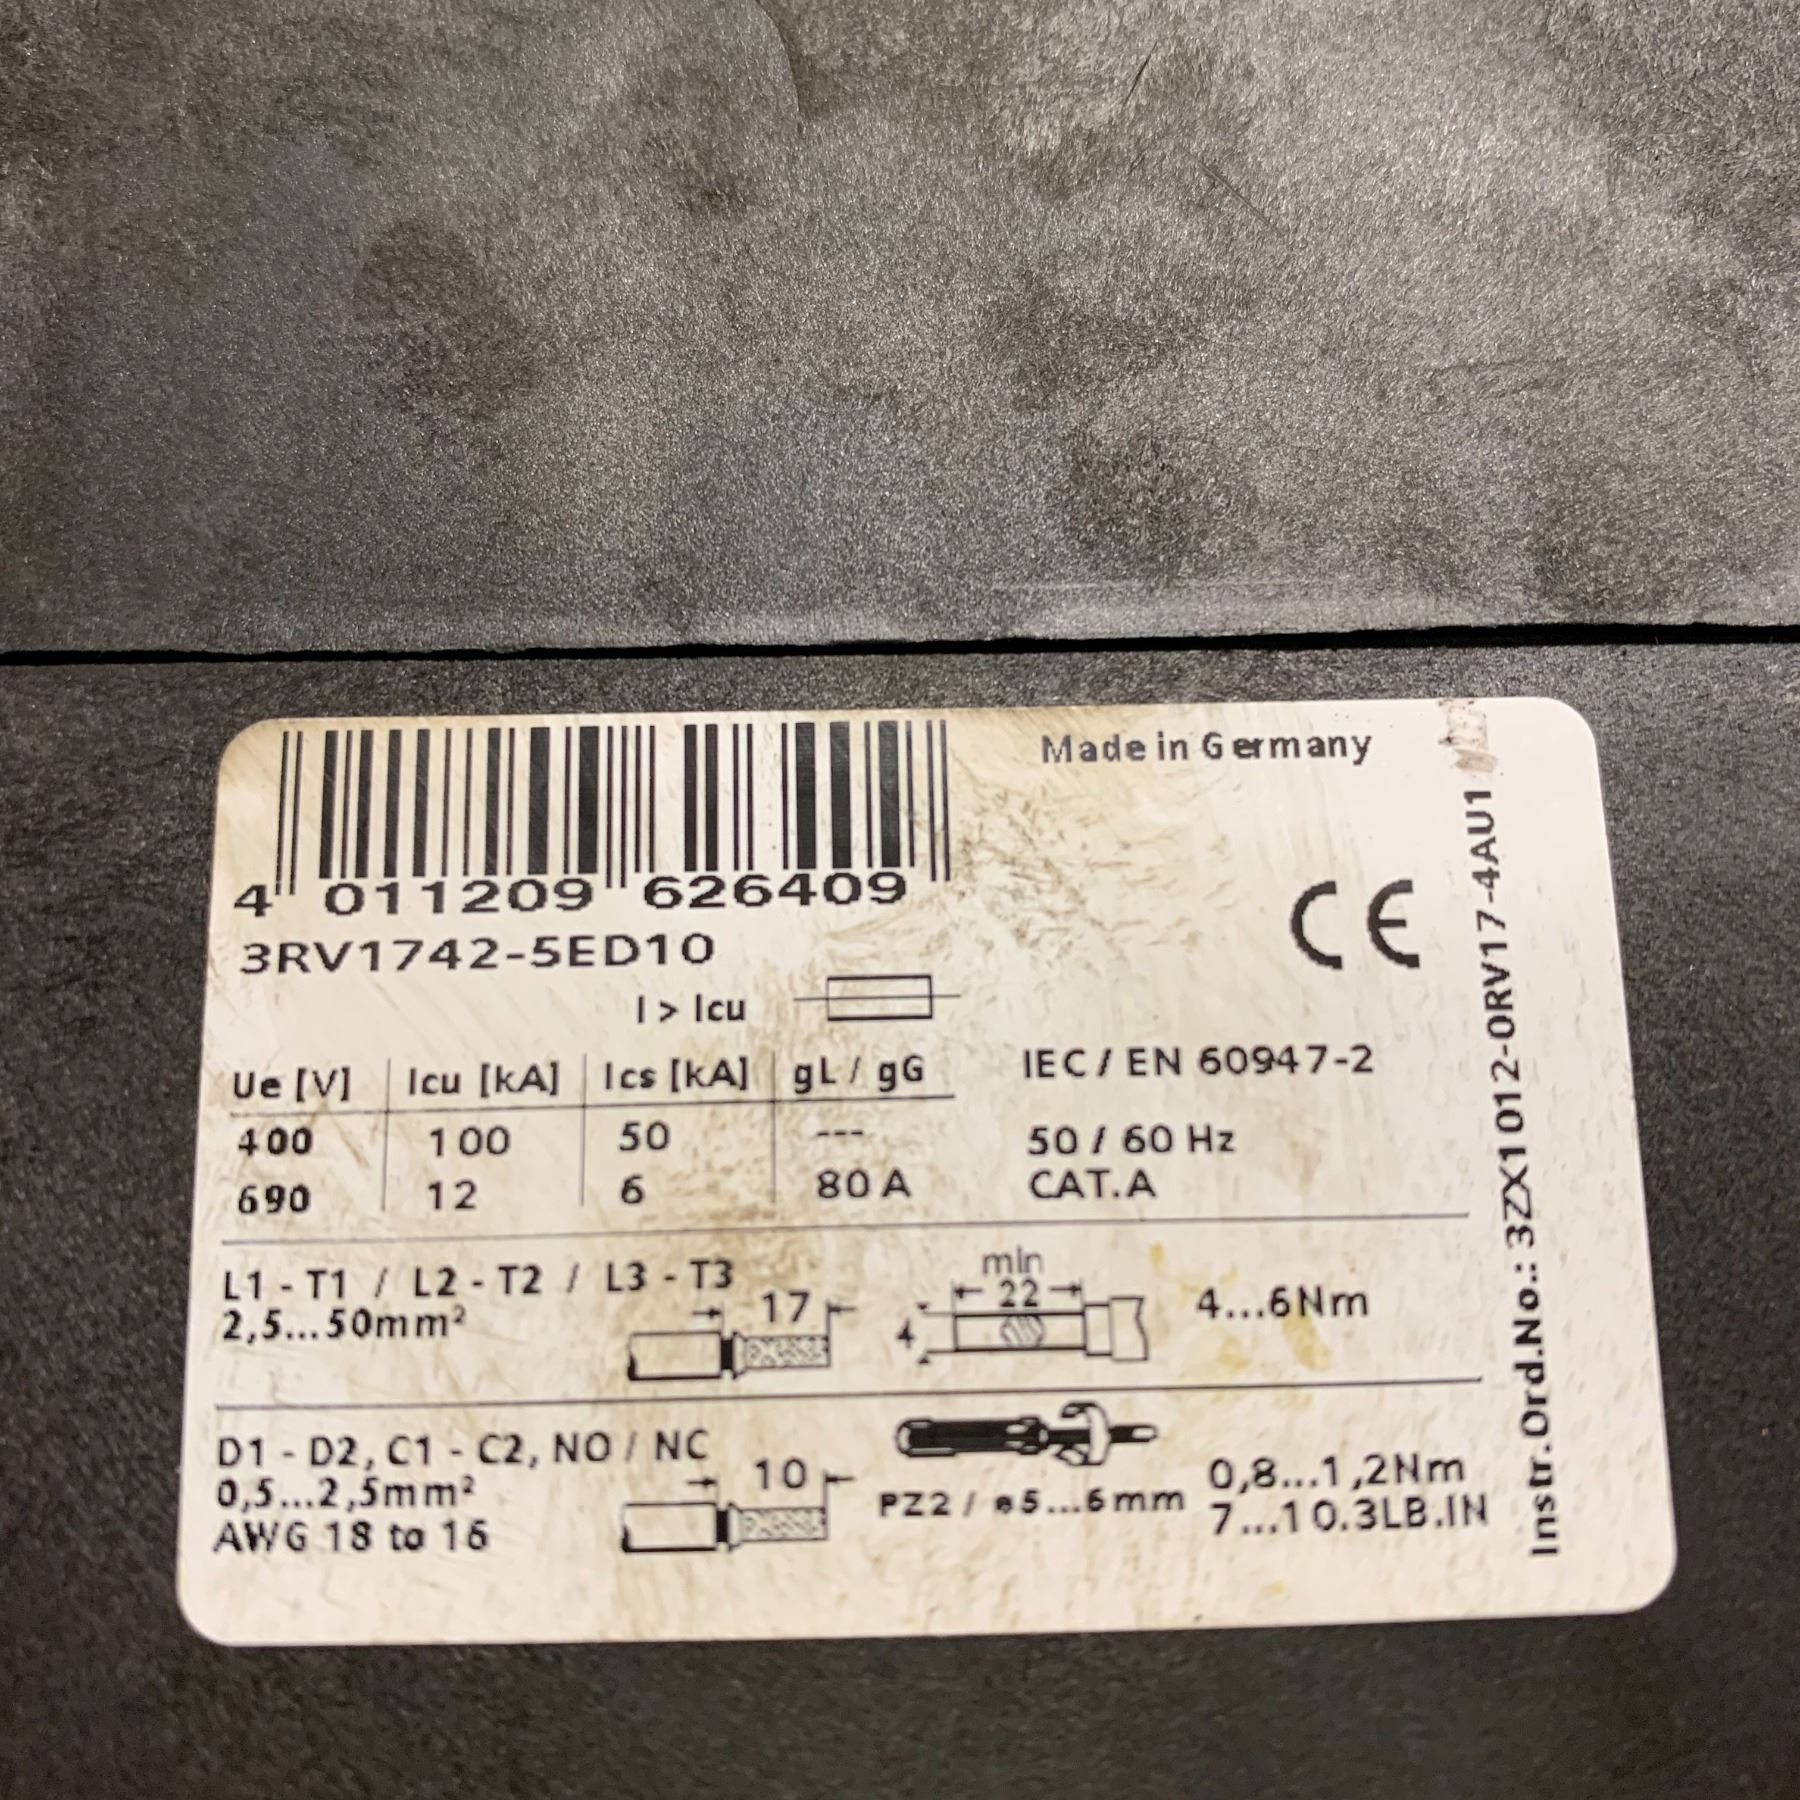 Made in Germany
4 011209 626409
3RV1742-5ED10
CE
I > Icu
Ue [V] Icu [kA] Ics [kA] gL / gG
400 100 50 ---
690 12 6 80 A
IEC / EN 60947-2
50 / 60 Hz
CAT.A
L1 - T1 / L2 - T2 / L3 - T3
2,5...50mm²
17
min
22
4
4...6Nm
D1 - D2, C1 - C2, NO / NC
0,5...2,5mm²
AWG 18 to 16
10
PZ2 / ø5...6mm
0,8...1,2Nm
7...10.3LB.IN
Instr.Ord.No.: 3ZX1012-0RV17-4AU1